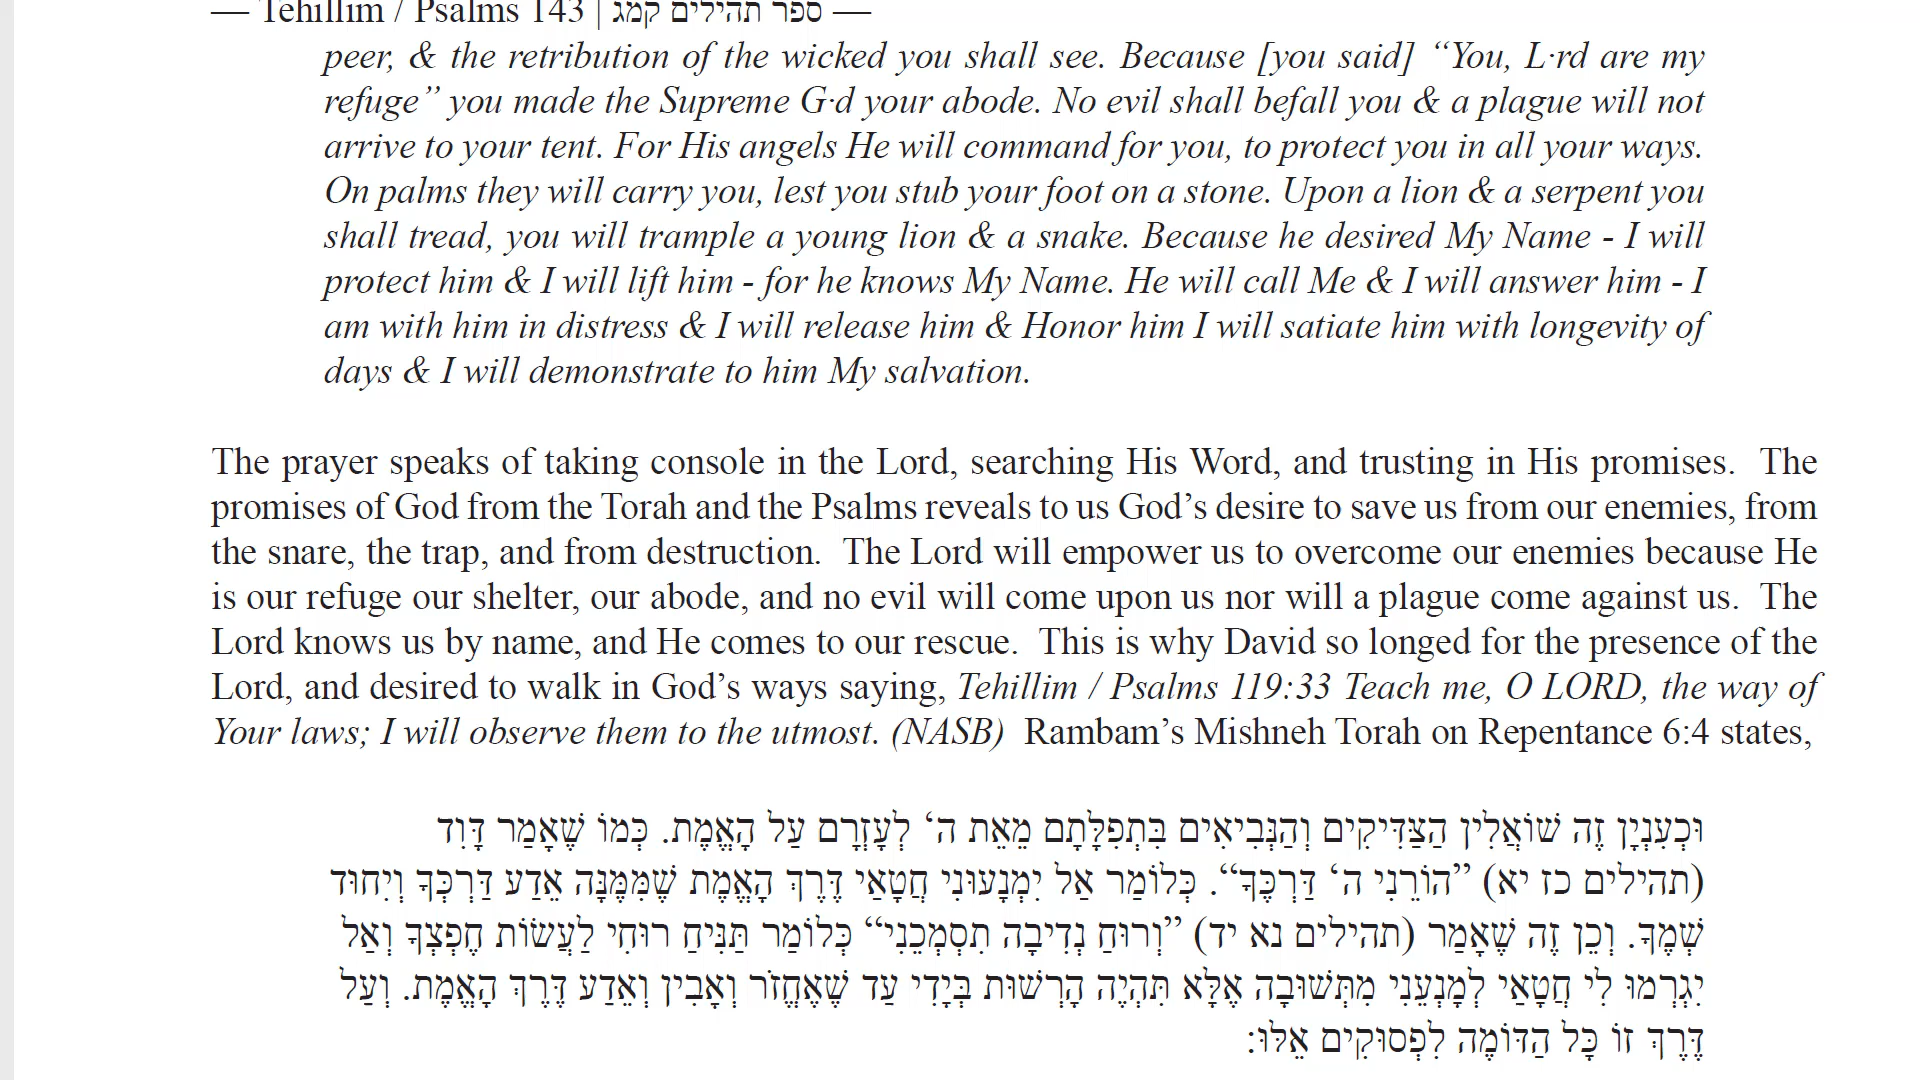 — Tehillim / Psalms 143 | ספר תהילים קמג —
peer, & the retribution of the wicked you shall see. Because [you said] “You, L·rd are my
refuge” you made the Supreme G·d your abode. No evil shall befall you & a plague will not
arrive to your tent. For His angels He will command for you, to protect you in all your ways.
On palms they will carry you, lest you stub your foot on a stone. Upon a lion & a serpent you
shall tread, you will trample a young lion & a snake. Because he desired My Name - I will
protect him & I will lift him - for he knows My Name. He will call Me & I will answer him - I
am with him in distress & I will release him & Honor him I will satiate him with longevity of
days & I will demonstrate to him My salvation.
The prayer speaks of taking console in the Lord, searching His Word, and trusting in His promises.  The
promises of God from the Torah and the Psalms reveals to us God’s desire to save us from our enemies, from
the snare, the trap, and from destruction.  The Lord will empower us to overcome our enemies because He
is our refuge our shelter, our abode, and no evil will come upon us nor will a plague come against us.  The
Lord knows us by name, and He comes to our rescue.  This is why David so longed for the presence of the
Lord, and desired to walk in God’s ways saying, Tehillim / Psalms 119:33 Teach me, O LORD, the way of
Your laws; I will observe them to the utmost. (NASB)  Rambam’s Mishneh Torah on Repentance 6:4 states,
וּכְעִנְיָן זֶה שׁוֹאֲלִין הַצַּדִּיקִים וְהַנְּבִיאִים בִּתְפִלָּתָם מֵאֵת ה‘ לְעָזְרָם עַל הָאֱמֶת. כְּמוֹ שֶׁאָמַר דָּוִד
(תהילים כז יא) ”הוֹרֵנִי ה‘ דַּרְכֶּךָ“. כְּלוֹמַר אַל יִמְנָעוּנִי חֲטָאַי דֶּרֶךְ הָאֱמֶת שֶׁמִּמֶּנָּה אֵדַע דַּרְכְּךָ וְיִחוּד
שְׁמֶךָ. וְכֵן זֶה שֶׁאָמַר (תהילים נא יד) ”וְרוּחַ נְדִיבָה תִסְמְכֵנִי“ כְּלוֹמַר תַּנִּיחַ רוּחִי לַעֲשׂוֹת חֶפְצְךָ וְאַל
יִגְרְמוּ לִי חֲטָאַי לְמָנְעֵנִי מִתְּשׁוּבָה אֶלָּא תִּהְיֶה הָרְשׁוּת בְּיָדִי עַד שֶׁאֶחֱזֹר וְאָבִין וְאֵדַע דֶּרֶךְ הָאֱמֶת. וְעַל
דֶּרֶךְ זוֹ כָּל הַדּוֹמֶה לִפְסוּקִים אֵלּוּ: